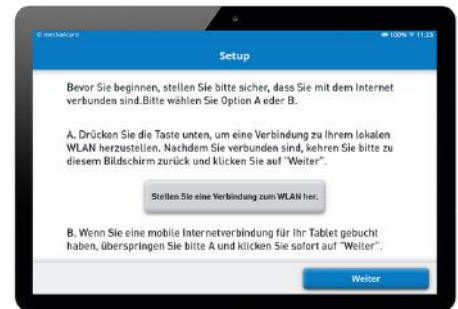 © mediakord 100% 11:23
Setup
Bevor Sie beginnen, stellen Sie bitte sicher, dass Sie mit dem Internet
verbunden sind.Bitte wählen Sie Option A oder B.
A. Drücken Sie die Taste unten, um eine Verbindung zu Ihrem lokalen
WLAN herzustellen. Nachdem Sie verbunden sind, kehren Sie bitte zu
diesem Bildschirm zurück und klicken Sie auf "Weiter".
Stellen Sie eine Verbindung zum WLAN her.
B. Wenn Sie eine mobile Internetverbindung für Ihr Tablet gebucht
haben, überspringen Sie bitte A und klicken Sie sofort auf "Weiter".
Weiter